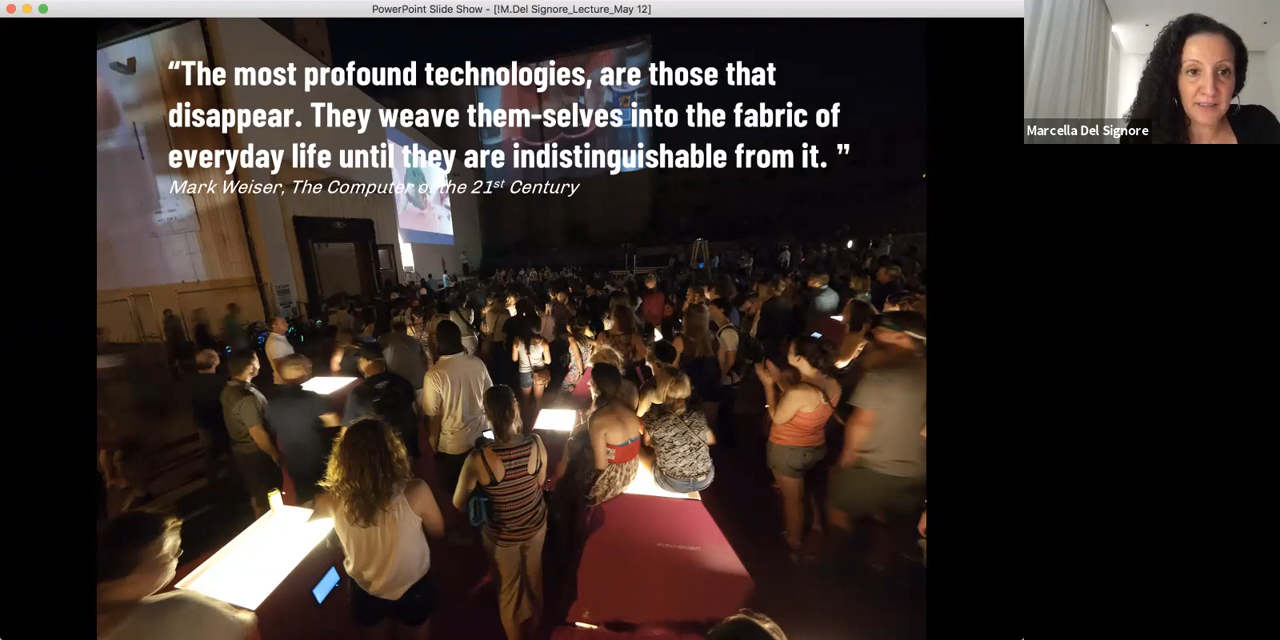 PowerPoint Slide Show - [!M.Del Signore_Lecture_May 12]
“The most profound technologies, are those that
disappear. They weave them-selves into the fabric of
everyday life until they are indistinguishable from it. ”
Mark Weiser, The Computer of the 21st Century
Marcella Del Signore